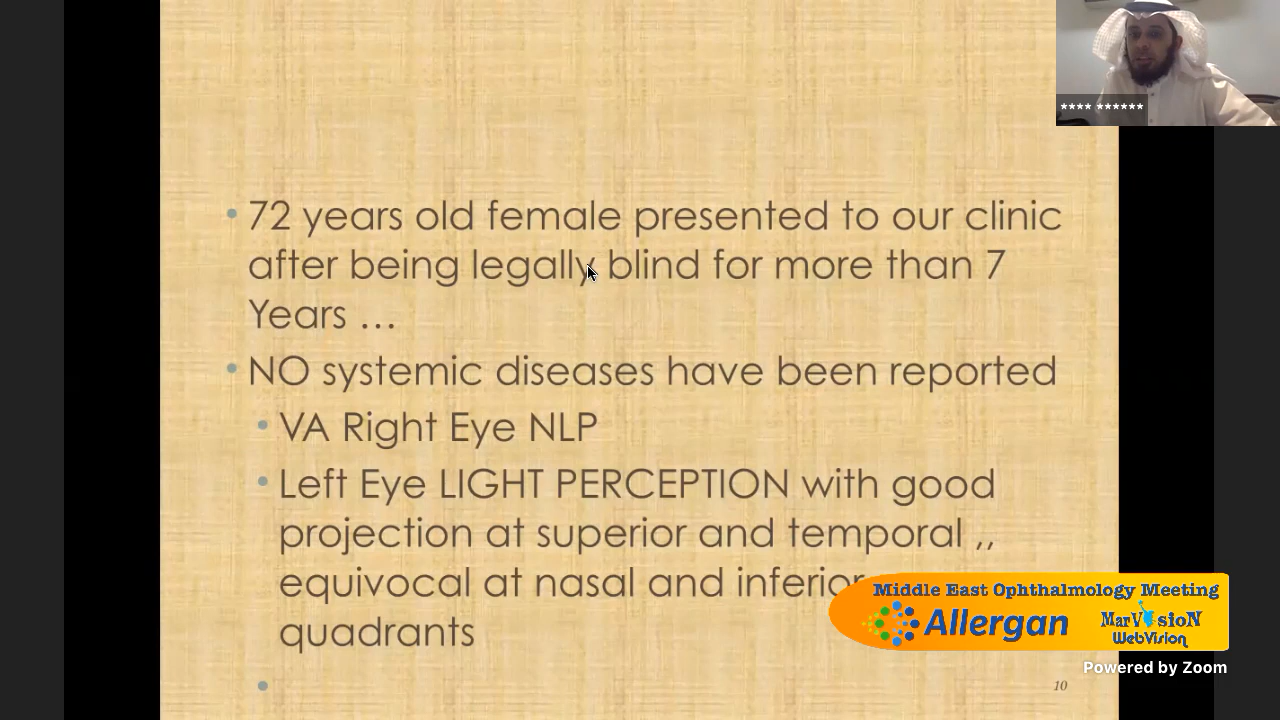 **** ******
• 72 years old female presented to our clinic
after being legally blind for more than 7
Years …
• NO systemic diseases have been reported
• VA Right Eye NLP
• Left Eye LIGHT PERCEPTION with good
projection at superior and temporal ,,
equivocal at nasal and inferior
quadrants
•
Middle East Ophthalmology Meeting
Allergan
MarVisioN
WebVision
Powered by Zoom
10